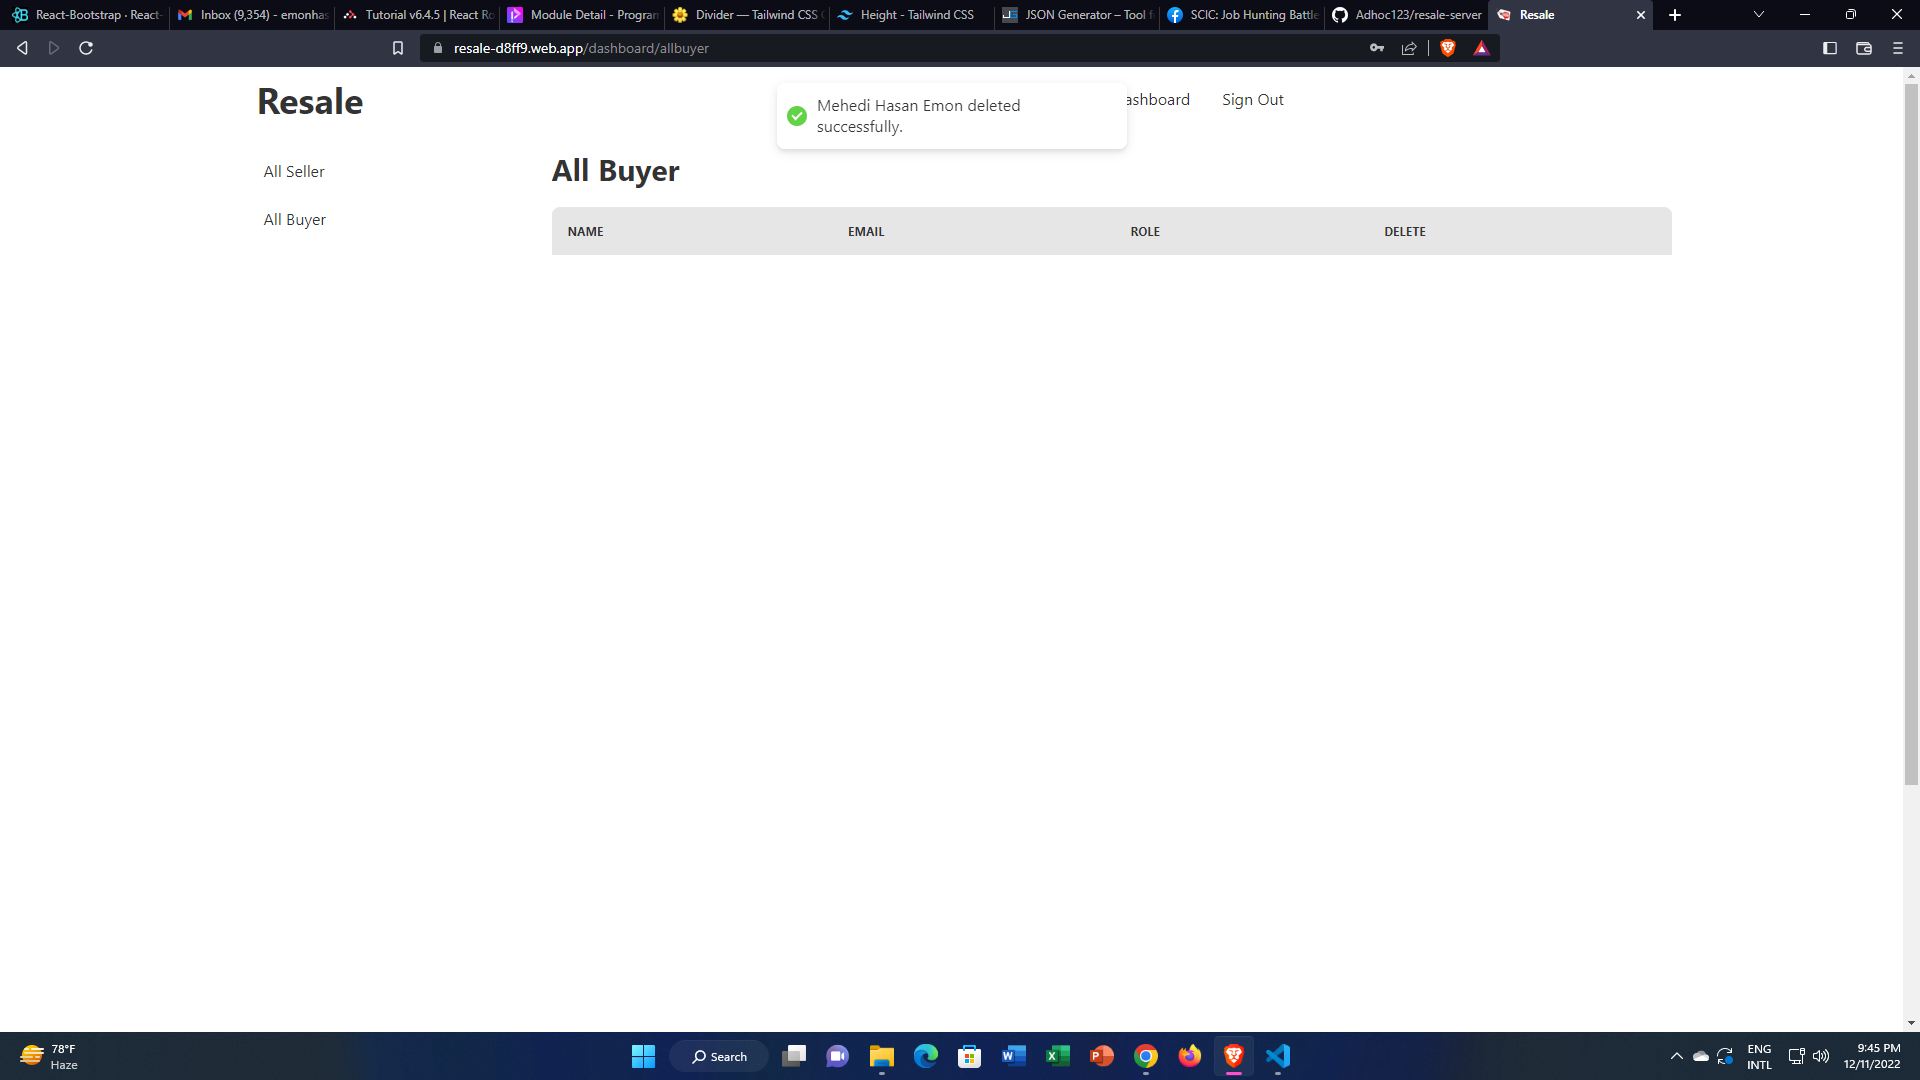 React-Bootstrap · React-
Inbox (9,354) - emonhas
Tutorial v6.4.5 | React Ro
Module Detail - Program
Divider — Tailwind CSS C
Height - Tailwind CSS
JSON Generator – Tool f
SCIC: Job Hunting Battle
Adhoc123/resale-server
Resale
resale-d8ff9.web.app/dashboard/allbuyer
Resale
Mehedi Hasan Emon deleted
successfully.
ashboard
Sign Out
All Seller
All Buyer
All Buyer
NAME
EMAIL
ROLE
DELETE
78°F
Haze
Search
ENG
INTL
9:45 PM
12/11/2022